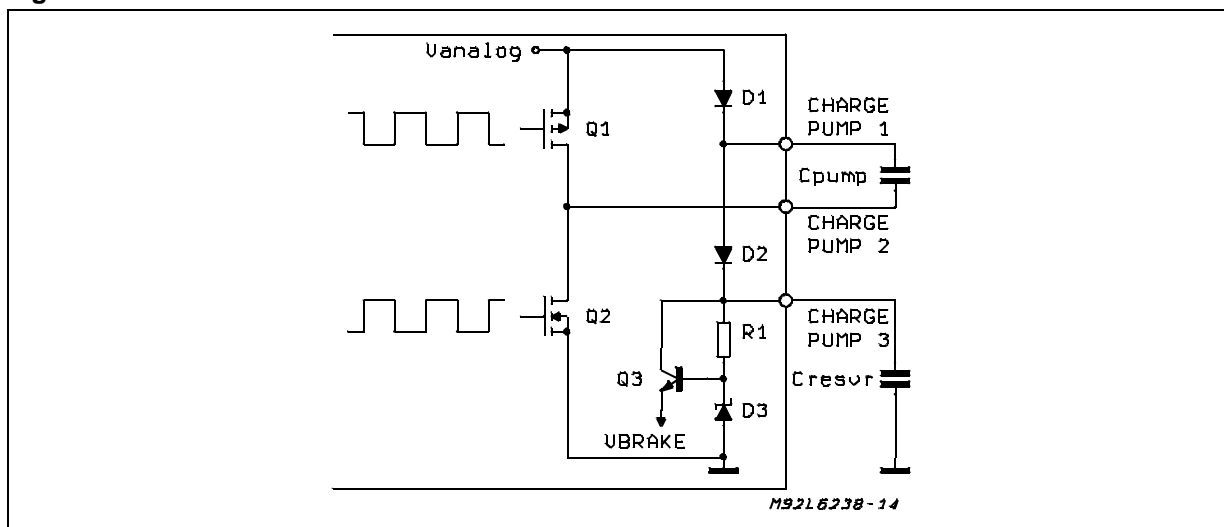 Vanalog
D1
CHARGE
PUMP 1
Q1
Cpump
CHARGE
PUMP 2
D2
Q2
CHARGE
PUMP 3
R1
Q3
Cresvr
D3
VBRAKE
M92L6238-14